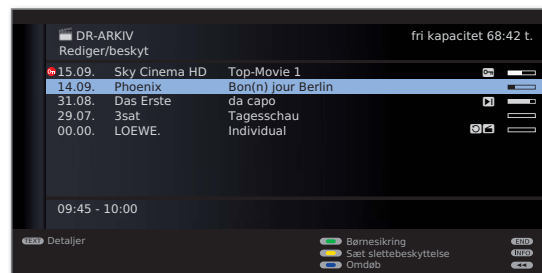 DR-ARKIV fri kapacitet 68:42 t.
Rediger/beskyt
15.09. Sky Cinema HD Top-Movie 1
14.09. Phoenix Bon(n) jour Berlin
31.08. Das Erste da capo
29.07. 3sat Tagesschau
00.00. LOEWE. Individual
09:45 - 10:00
TEXT Detaljer Børnesikring END
Sæt slettebeskyttelse INFO
Omdøb